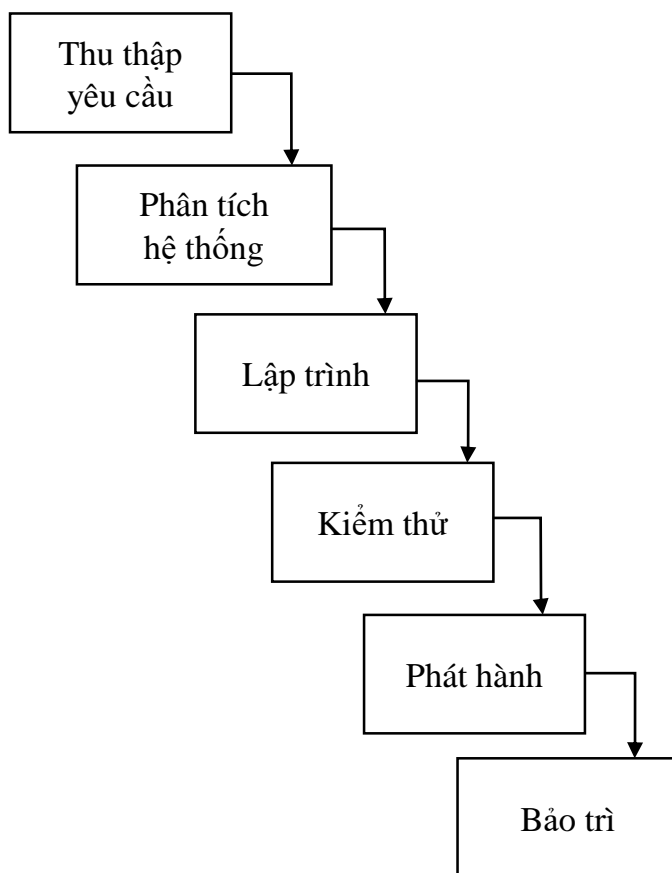 Thu thập
yêu cầu
Phân tích
hệ thống
Lập trình
Kiểm thử
Phát hành
Bảo trì